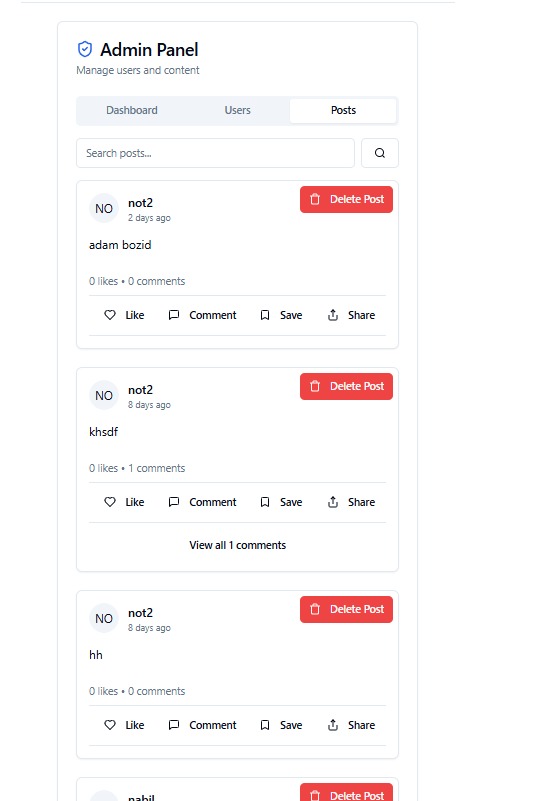 Admin Panel
Manage users and content
Dashboard Users Posts
Search posts...
NO not2 Delete Post
2 days ago
adam bozid
0 likes • 0 comments
Like Comment Save Share
NO not2 Delete Post
8 days ago
khsdf
0 likes • 1 comments
Like Comment Save Share
View all 1 comments
NO not2 Delete Post
8 days ago
hh
0 likes • 0 comments
Like Comment Save Share
nabil Delete Post